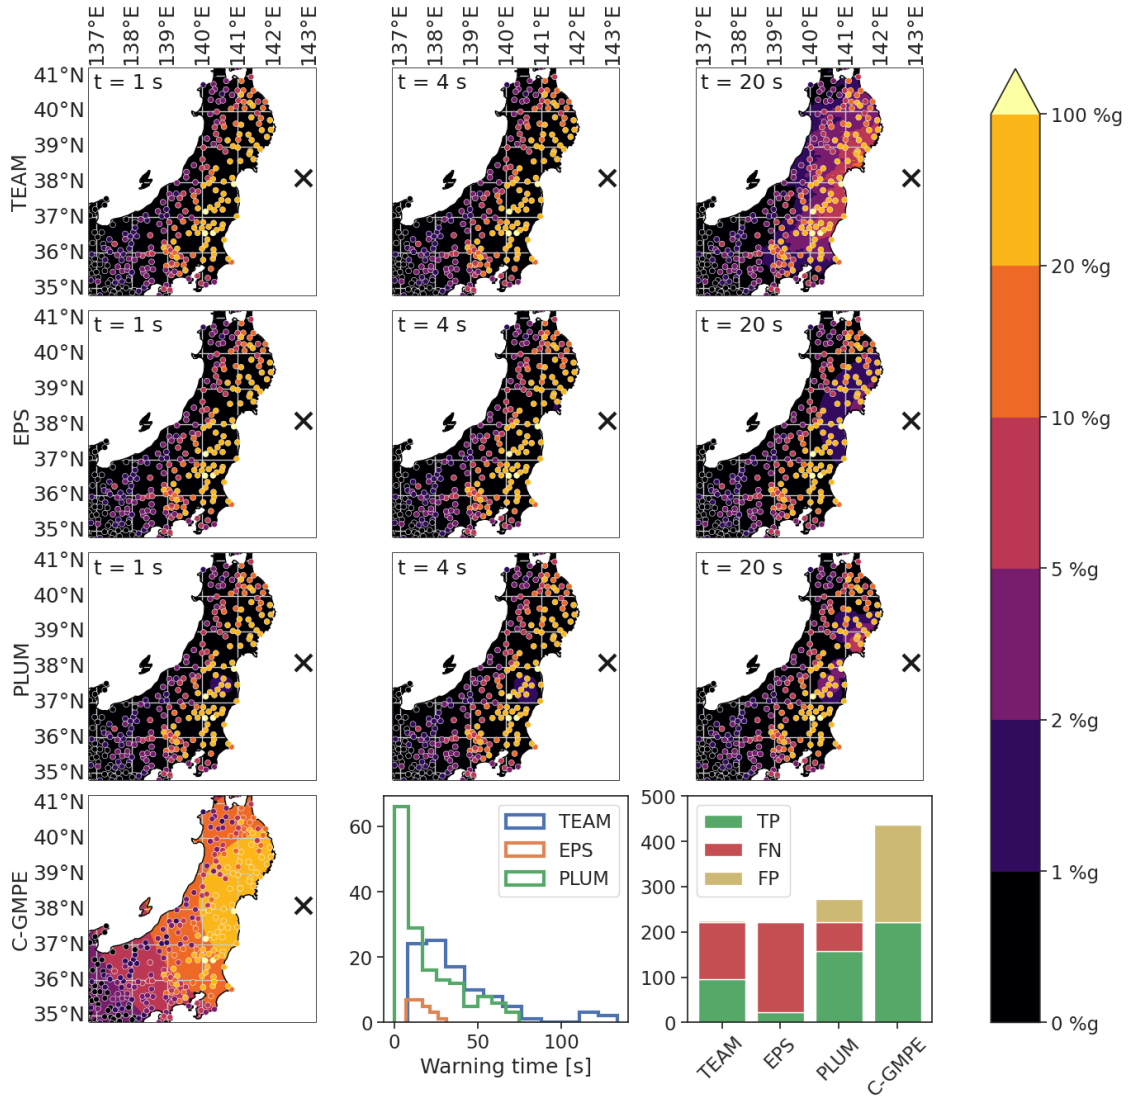 137°E 138°E 139°E 140°E 141°E 142°E 143°E
137°E 138°E 139°E 140°E 141°E 142°E 143°E
137°E 138°E 139°E 140°E 141°E 142°E 143°E
TEAM
41°N
40°N
39°N
38°N
37°N
36°N
35°N
t = 1 s
t = 4 s
t = 20 s
EPS
41°N
40°N
39°N
38°N
37°N
36°N
35°N
t = 1 s
t = 4 s
t = 20 s
PLUM
41°N
40°N
39°N
38°N
37°N
36°N
35°N
t = 1 s
t = 4 s
t = 20 s
C-GMPE
41°N
40°N
39°N
38°N
37°N
36°N
35°N
60
40
20
0
TEAM
EPS
PLUM
0 50 100
Warning time [s]
500
400
300
200
100
0
TP
FN
FP
TEAM EPS PLUM C-GMPE
100 %g
20 %g
10 %g
5 %g
2 %g
1 %g
0 %g